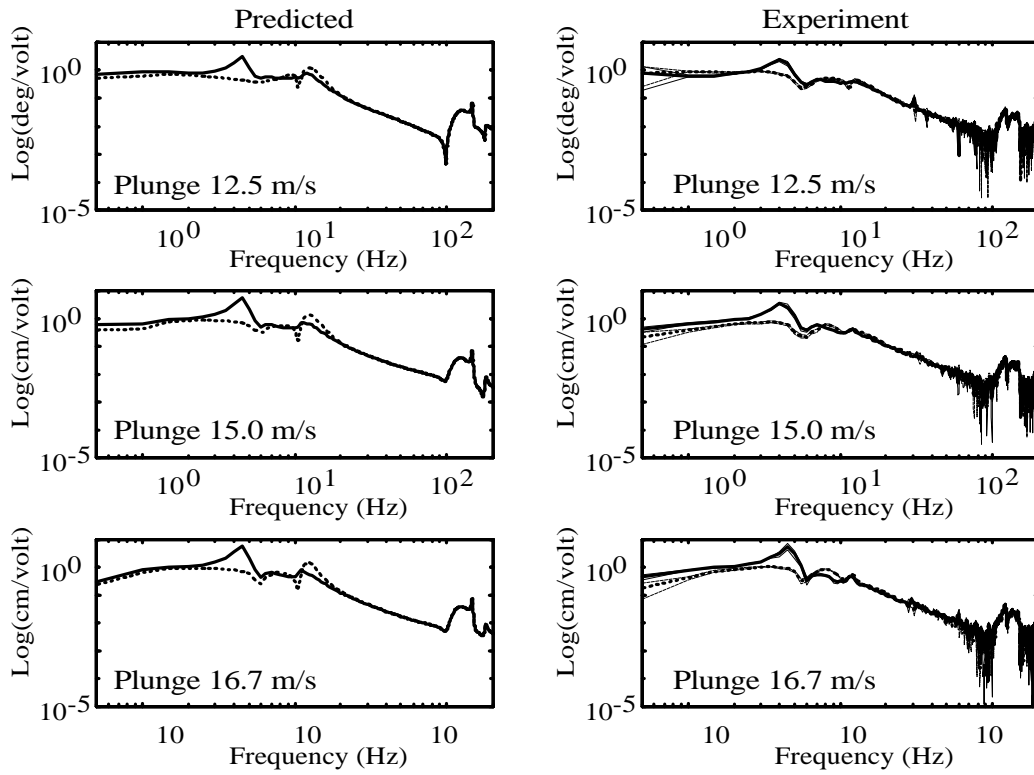 Predicted
Experiment
Log(deg/volt)
10^0
10^-5
Plunge 12.5 m/s
10^0 10^1 10^2
Frequency (Hz)
Log(deg/volt)
10^0
10^-5
Plunge 12.5 m/s
10^0 10^1 10^2
Frequency (Hz)
Log(cm/volt)
10^0
10^-5
Plunge 15.0 m/s
10^0 10^1 10^2
Frequency (Hz)
Log(cm/volt)
10^0
10^-5
Plunge 15.0 m/s
10^0 10^1 10^2
Frequency (Hz)
Log(cm/volt)
10^0
10^-5
Plunge 16.7 m/s
10 10 10
Frequency (Hz)
Log(cm/volt)
10^0
10^-5
Plunge 16.7 m/s
10 10 10
Frequency (Hz)